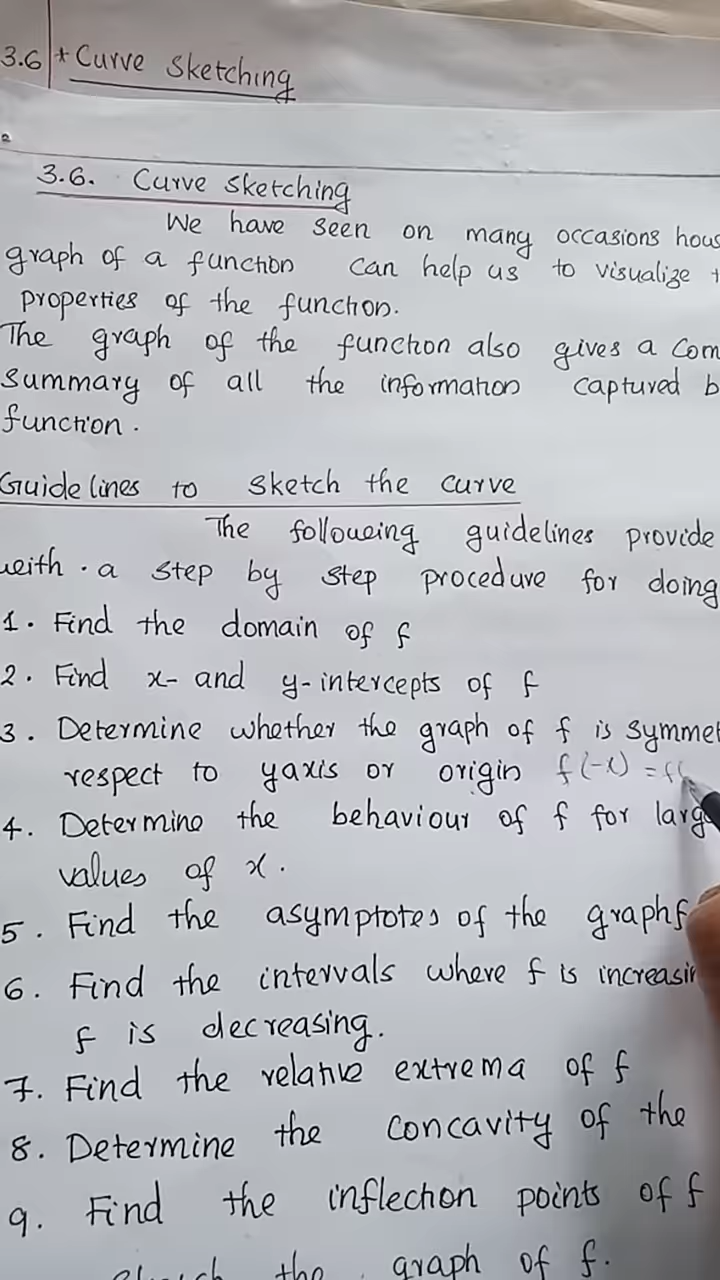 3.6 * Curve Sketching
3.6. Curve Sketching
We have seen on many occasions
graph of a function can help us to visualize
properties of the function.
The graph of the function also gives a
summary of all the information captured
function.
Guidelines to sketch the curve
The following guidelines provide
with a step by step procedure for doing
1. Find the domain of f
2. Find x- and y-intercepts of f
3. Determine whether the graph of f is
respect to yaxis or origin f(-x) = f(
4. Determine the behaviour of f for
values of x.
5. Find the asymptotes of the graph
6. Find the intervals where f is
f is decreasing.
7. Find the relative extrema of f
8. Determine the concavity of the
9. Find the inflection points of f
the graph of f.